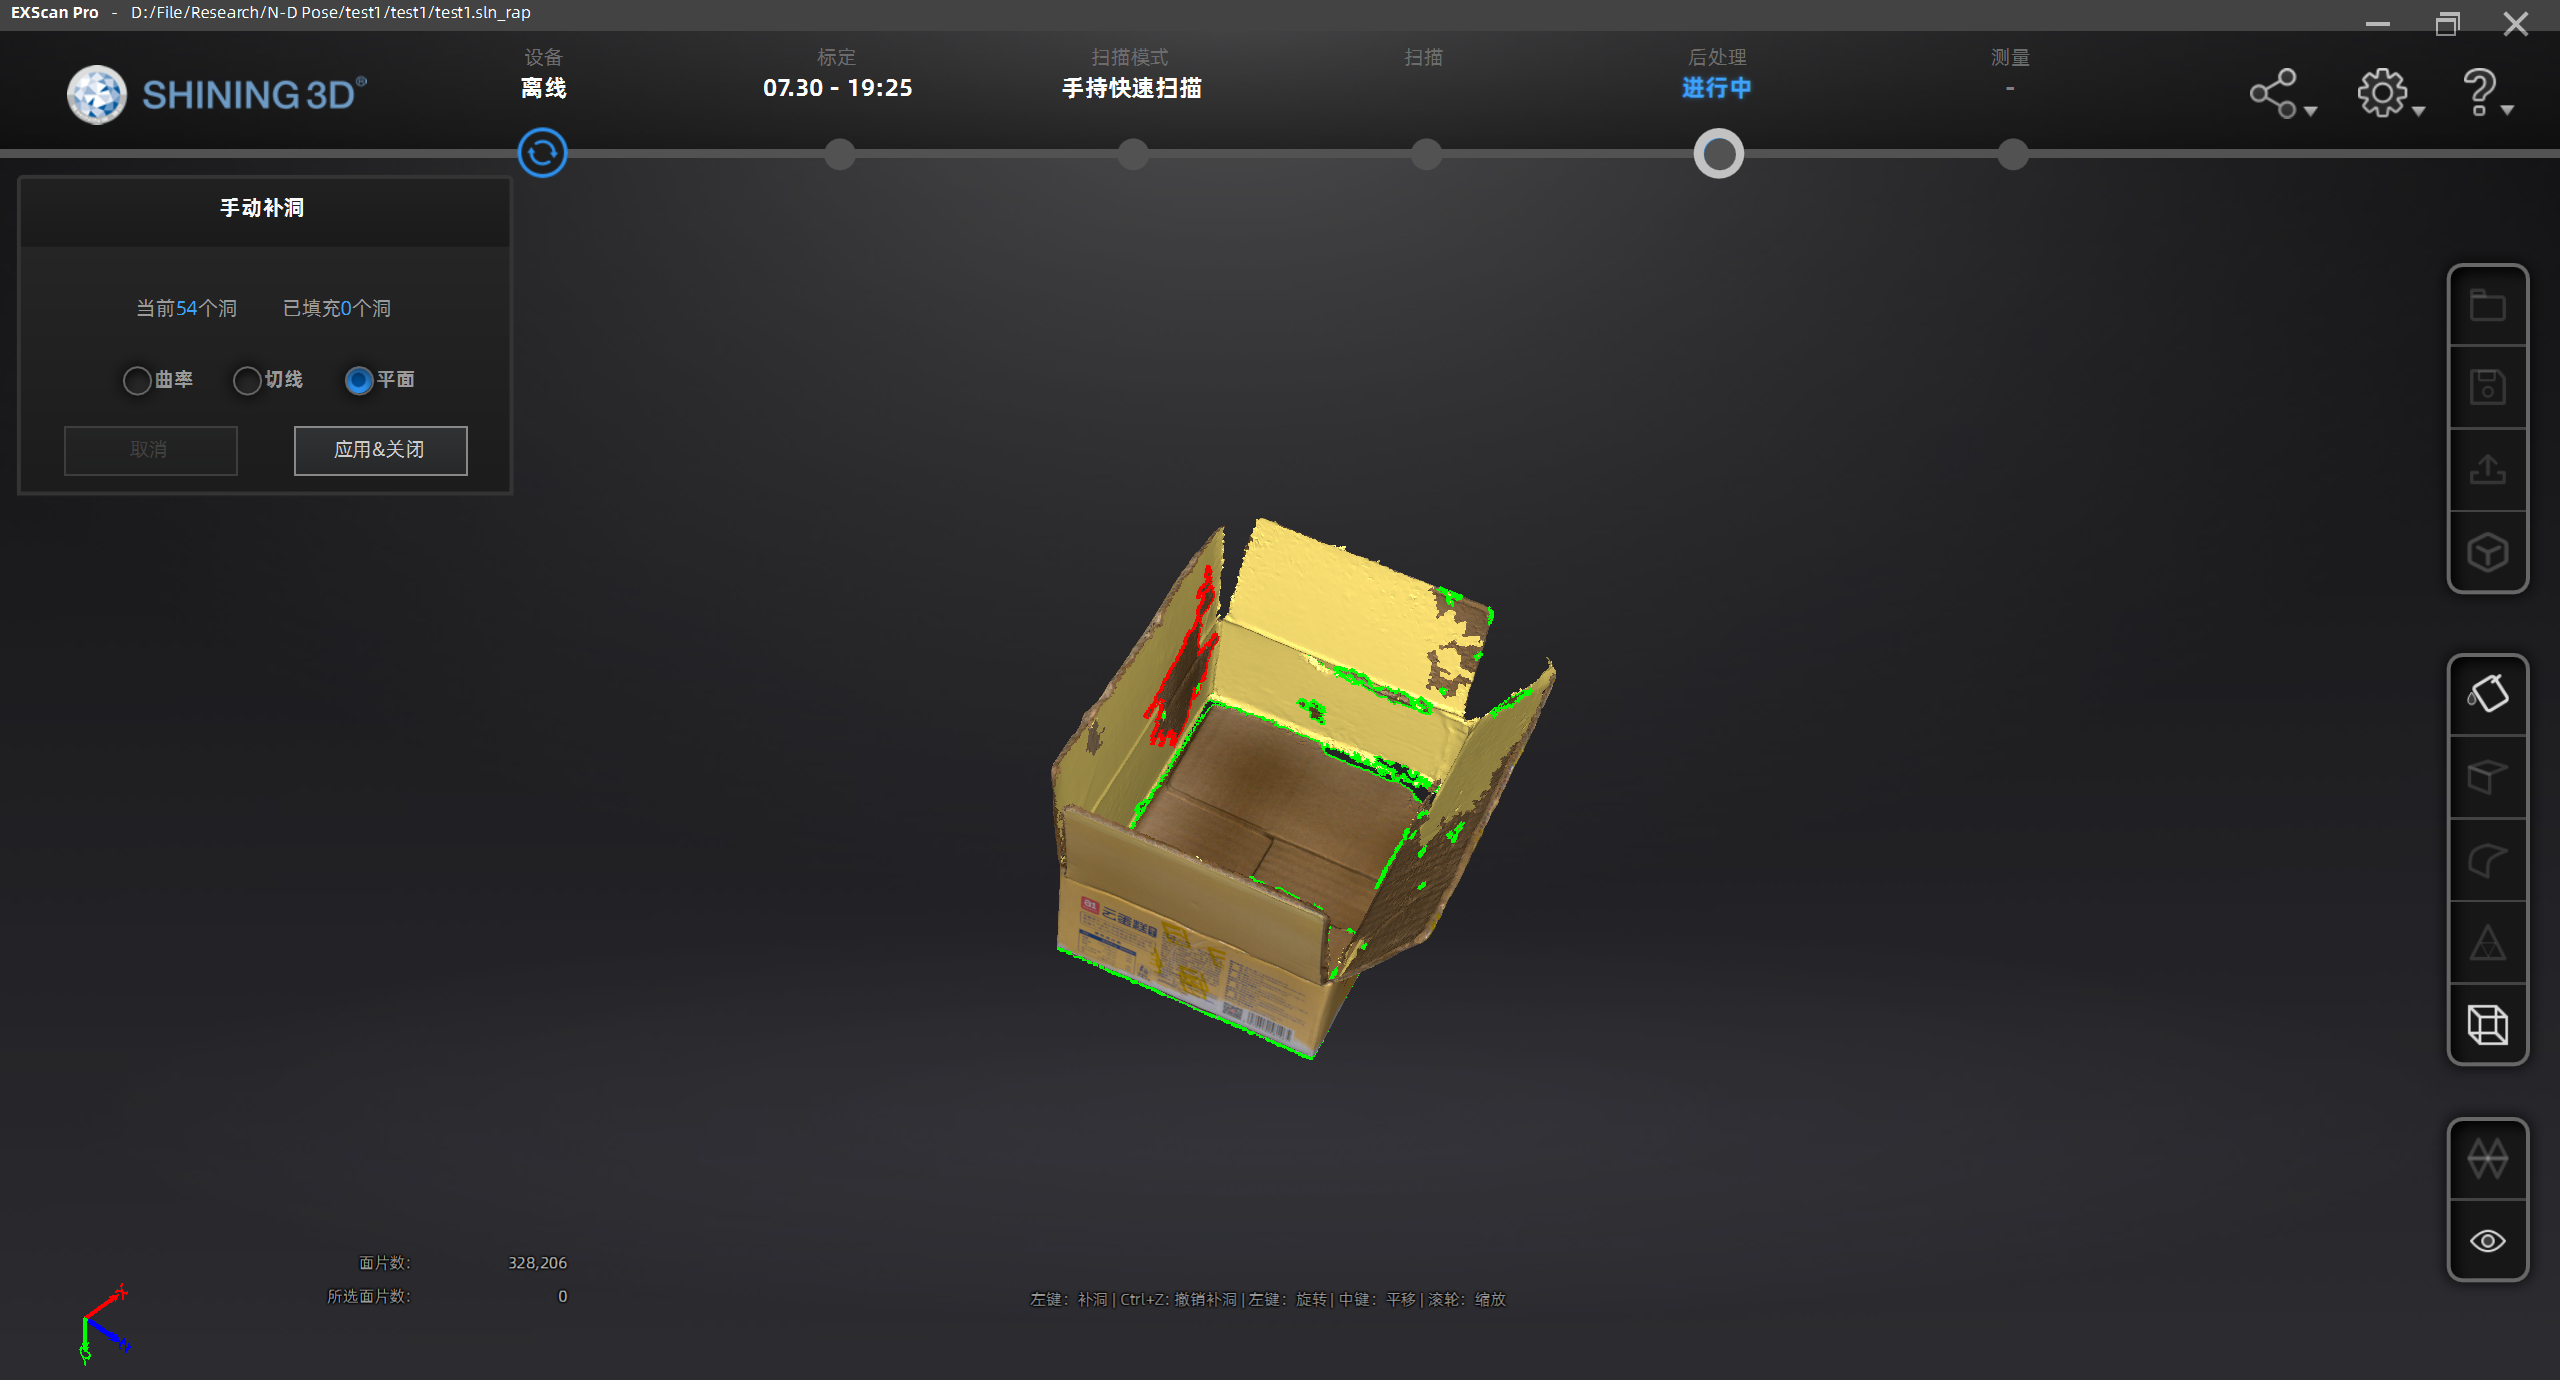 EXScan Pro - D:/File/Research/N-D Pose/test1/test1/test1.sln_rap
SHINING 3D®
设备
离线
标定
07.30 - 19:25
扫描模式
手持快速扫描
扫描
后处理
进行中
测量
-
手动补洞
当前54个洞 已填充0个洞
曲率 切线 平面
取消 应用&关闭
面片数: 328,206
所选面片数: 0
左键: 补洞 | Ctrl+Z: 撤销补洞 | 左键: 旋转 | 中键: 平移 | 滚轮: 缩放